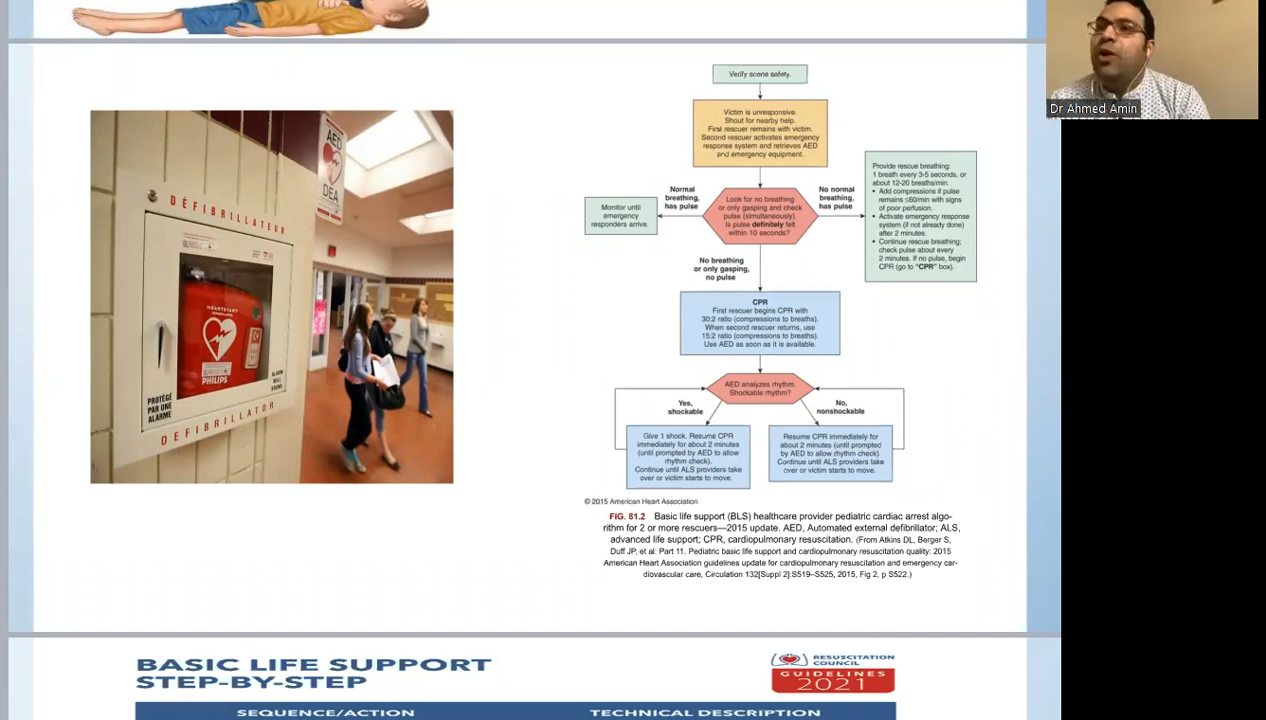 Dr Ahmed Amin
AED
DEA
DÉFIBRILLATEUR
HEARTSTART
PHILIPS
PROTÉGÉ
PAR UNE
ALARME
ALARM
WILL
SOUND
DEFIBRILLATOR
Verify scene safety.
Victim is unresponsive.
Shout for nearby help.
First rescuer remains with victim.
Second rescuer activates emergency
response system and retrieves AED
and emergency equipment.
Normal
breathing,
has pulse
Monitor until
emergency
responders arrive.
Look for no breathing
or only gasping and check
pulse (simultaneously).
Is pulse definitely felt
within 10 seconds?
No normal
breathing,
has pulse
Provide rescue breathing:
1 breath every 3-5 seconds, or
about 12-20 breaths/min.
• Add compressions if pulse
remains ≤60/min with signs
of poor perfusion.
• Activate emergency response
system (if not already done)
after 2 minutes.
• Continue rescue breathing;
check pulse about every
2 minutes. If no pulse, begin
CPR (go to "CPR" box).
No breathing
or only gasping,
no pulse
CPR
First rescuer begins CPR with
30:2 ratio (compressions to breaths).
When second rescuer returns, use
15:2 ratio (compressions to breaths).
Use AED as soon as it is available.
AED analyzes rhythm.
Shockable rhythm?
Yes,
shockable
No,
nonshockable
Give 1 shock. Resume CPR
immediately for about 2 minutes
(until prompted by AED to allow
rhythm check).
Continue until ALS providers take
over or victim starts to move.
Resume CPR immediately for
about 2 minutes (until prompted
by AED to allow rhythm check).
Continue until ALS providers take
over or victim starts to move.
© 2015 American Heart Association
FIG. 81.2 Basic life support (BLS) healthcare provider pediatric cardiac arrest algo-
rithm for 2 or more rescuers—2015 update. AED, Automated external defibrillator; ALS,
advanced life support; CPR, cardiopulmonary resuscitation. (From Atkins DL, Berger S,
Duff JP, et al: Part 11. Pediatric basic life support and cardiopulmonary resuscitation quality: 2015
American Heart Association guidelines update for cardiopulmonary resuscitation and emergency car-
diovascular care, Circulation 132[Suppl 2]:S519–S525, 2015, Fig 2, p S522.)
BASIC LIFE SUPPORT
STEP-BY-STEP
RESUSCITATION
COUNCIL
GUIDELINES
2021
SEQUENCE/ACTION
TECHNICAL DESCRIPTION